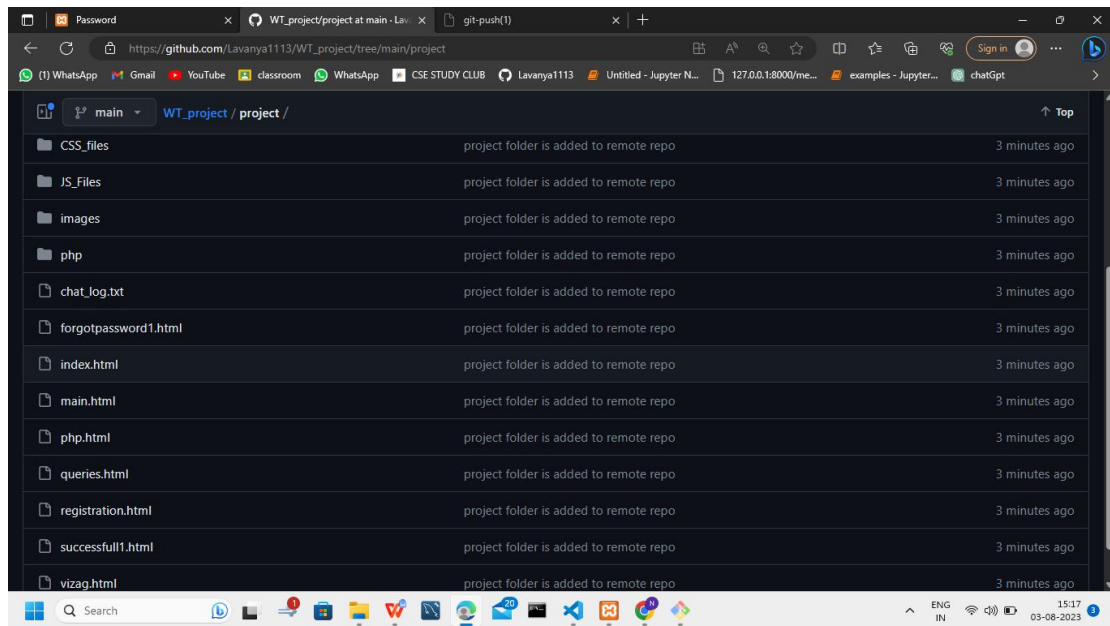 Password
WT_project/project at main · Lav
git-push(1)
https://github.com/Lavanya1113/WT_project/tree/main/project
Sign in
(1) WhatsApp Gmail YouTube classroom WhatsApp CSE STUDY CLUB Lavanya1113 Untitled - Jupyter N... 127.0.0.1:8000/me... examples - Jupyter... chatGpt
main WT_project / project / Top
CSS_files project folder is added to remote repo 3 minutes ago
JS_Files project folder is added to remote repo 3 minutes ago
images project folder is added to remote repo 3 minutes ago
php project folder is added to remote repo 3 minutes ago
chat_log.txt project folder is added to remote repo 3 minutes ago
forgotpassword1.html project folder is added to remote repo 3 minutes ago
index.html project folder is added to remote repo 3 minutes ago
main.html project folder is added to remote repo 3 minutes ago
php.html project folder is added to remote repo 3 minutes ago
queries.html project folder is added to remote repo 3 minutes ago
registration.html project folder is added to remote repo 3 minutes ago
successfull1.html project folder is added to remote repo 3 minutes ago
vizag.html project folder is added to remote repo 3 minutes ago
Search 1 20 N ENG 15:17
IN 03-08-2023 3